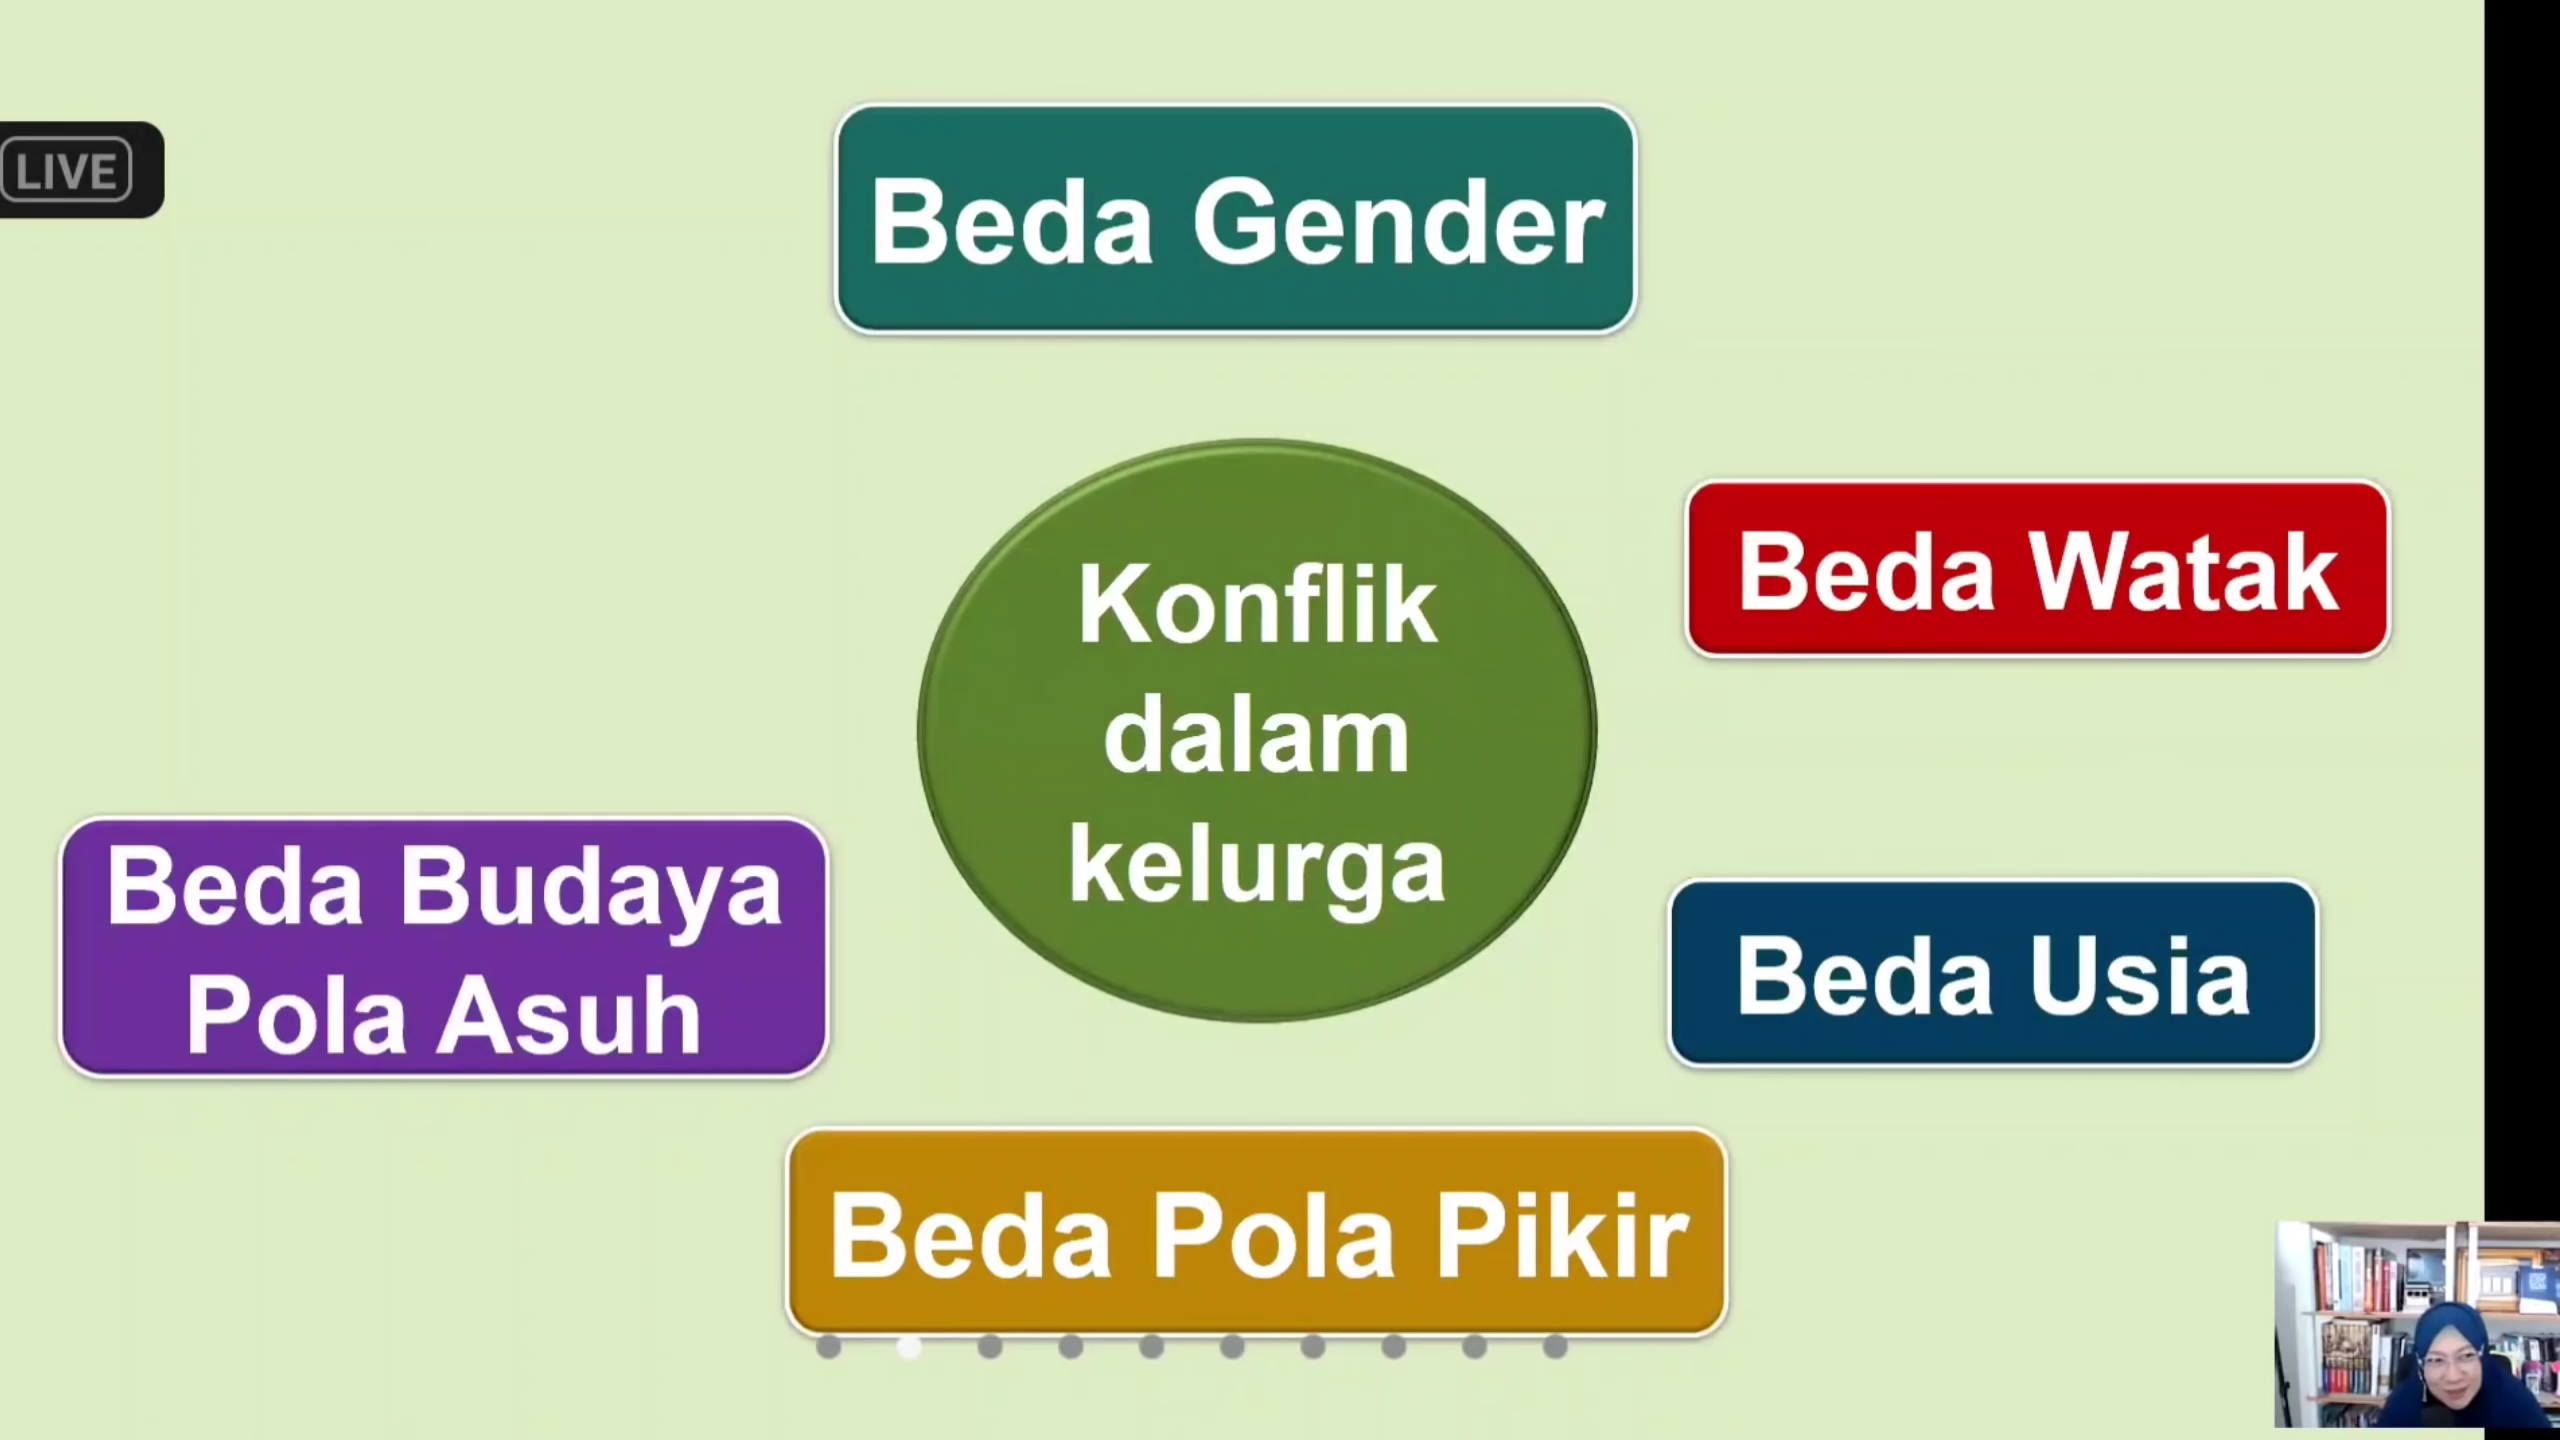 LIVE
Beda Gender
Konflik
dalam
kelurga
Beda Watak
Beda Budaya
Pola Asuh
Beda Usia
Beda Pola Pikir